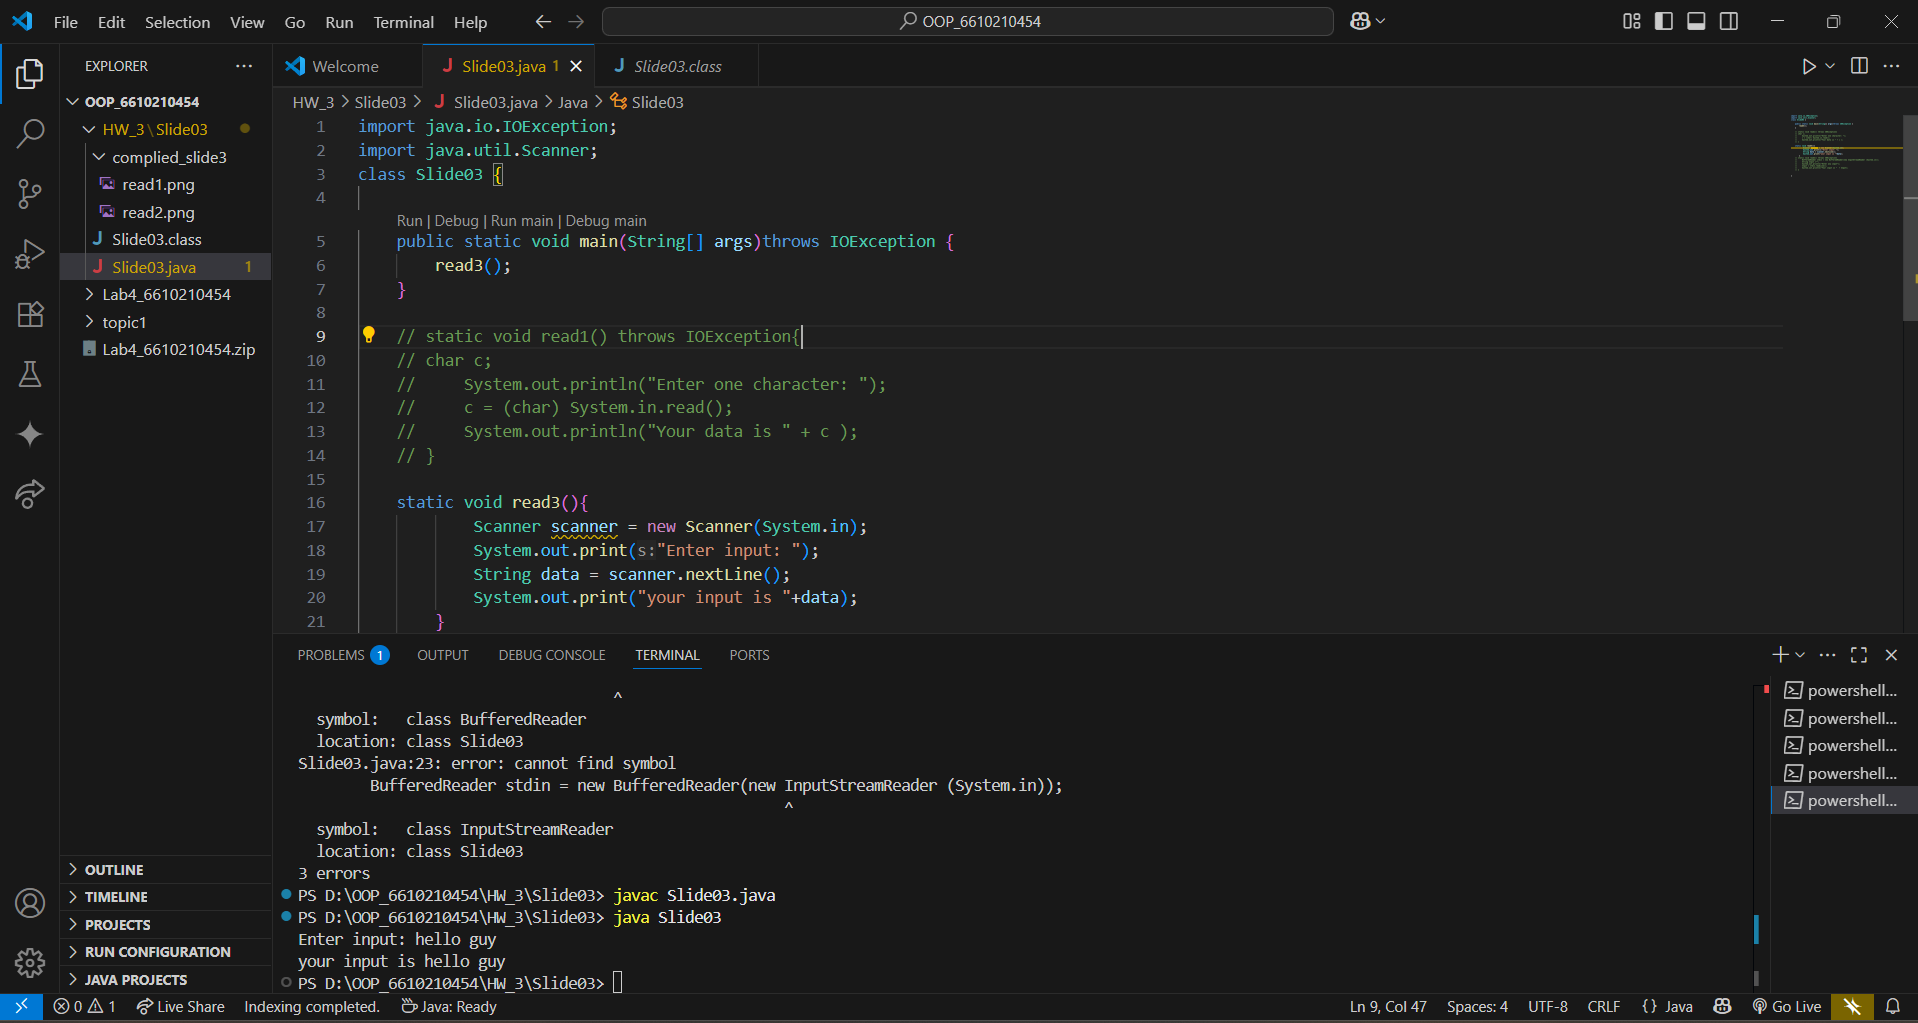 File Edit Selection View Go Run Terminal Help
OOP_6610210454
EXPLORER
OOP_6610210454
HW_3\Slide03
complied_slide3
read1.png
read2.png
Slide03.class
Slide03.java 1
Lab4_6610210454
topic1
Lab4_6610210454.zip
OUTLINE
TIMELINE
PROJECTS
RUN CONFIGURATION
JAVA PROJECTS
Welcome
Slide03.java 1
Slide03.class
HW_3 > Slide03 > Slide03.java > Java > Slide03
1 import java.io.IOException;
2 import java.util.Scanner;
3 class Slide03 {
4
Run | Debug | Run main | Debug main
5 public static void main(String[] args)throws IOException {
6 read3();
7 }
8
9 // static void read1() throws IOException{
10 // char c;
11 //     System.out.println("Enter one character: ");
12 //     c = (char) System.in.read();
13 //     System.out.println("Your data is " + c );
14 // }
15
16 static void read3(){
17 Scanner scanner = new Scanner(System.in);
18 System.out.print(s:"Enter input: ");
19 String data = scanner.nextLine();
20 System.out.print("your input is "+data);
21 }
PROBLEMS 1 OUTPUT DEBUG CONSOLE TERMINAL PORTS
^
symbol:   class BufferedReader
location: class Slide03
Slide03.java:23: error: cannot find symbol
BufferedReader stdin = new BufferedReader(new InputStreamReader (System.in));
^
symbol:   class InputStreamReader
location: class Slide03
3 errors
PS D:\OOP_6610210454\HW_3\Slide03> javac Slide03.java
PS D:\OOP_6610210454\HW_3\Slide03> java Slide03
Enter input: hello guy
your input is hello guy
PS D:\OOP_6610210454\HW_3\Slide03>
powershell...
powershell...
powershell...
powershell...
powershell...
0 1 Live Share Indexing completed. Java: Ready
Ln 9, Col 47 Spaces: 4 UTF-8 CRLF {} Java Go Live